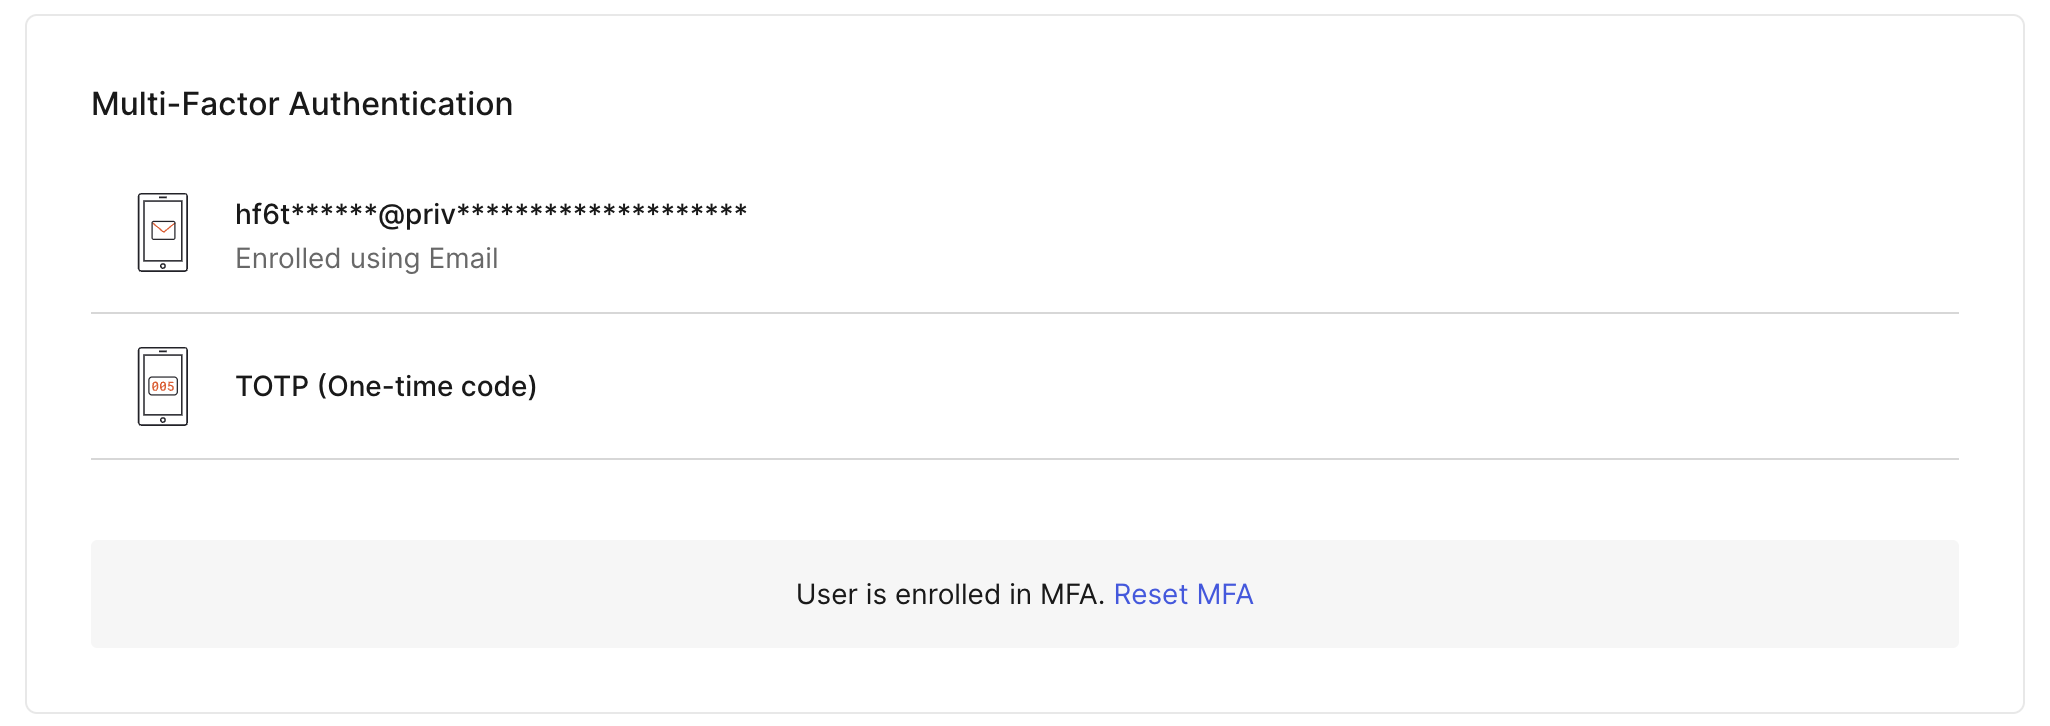 Multi-Factor Authentication
hf6t******@priv********************
Enrolled using Email
005
TOTP (One-time code)
User is enrolled in MFA. Reset MFA